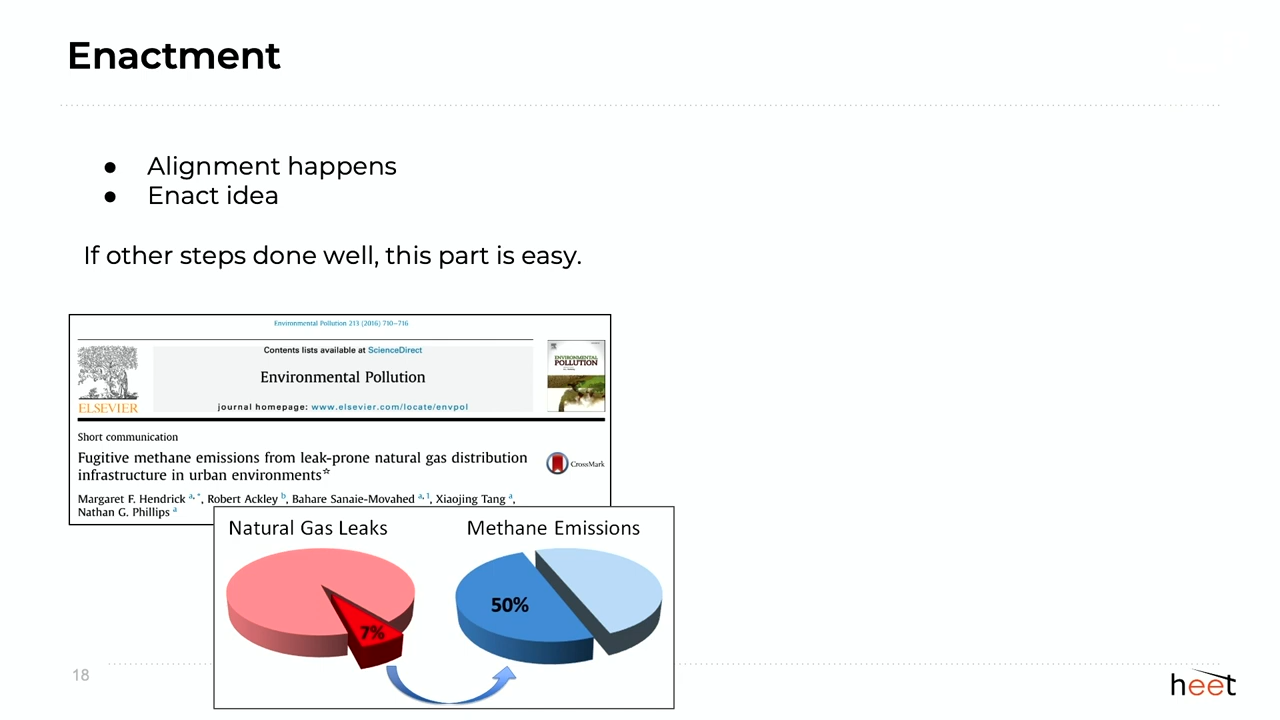 Enactment
● Alignment happens
● Enact idea
If other steps done well, this part is easy.
Environmental Pollution 213 (2016) 710–716
Contents lists available at ScienceDirect
Environmental Pollution
journal homepage: www.elsevier.com/locate/envpol
ELSEVIER
ENVIRONMENTAL
POLLUTION
Short communication
Fugitive methane emissions from leak-prone natural gas distribution
infrastructure in urban environments☆
CrossMark
Margaret F. Hendrick a, *, Robert Ackley b, Bahare Sanaie-Movahed a, 1, Xiaojing Tang a,
Nathan G. Phillips a
Natural Gas Leaks
Methane Emissions
7%
50%
18
heet